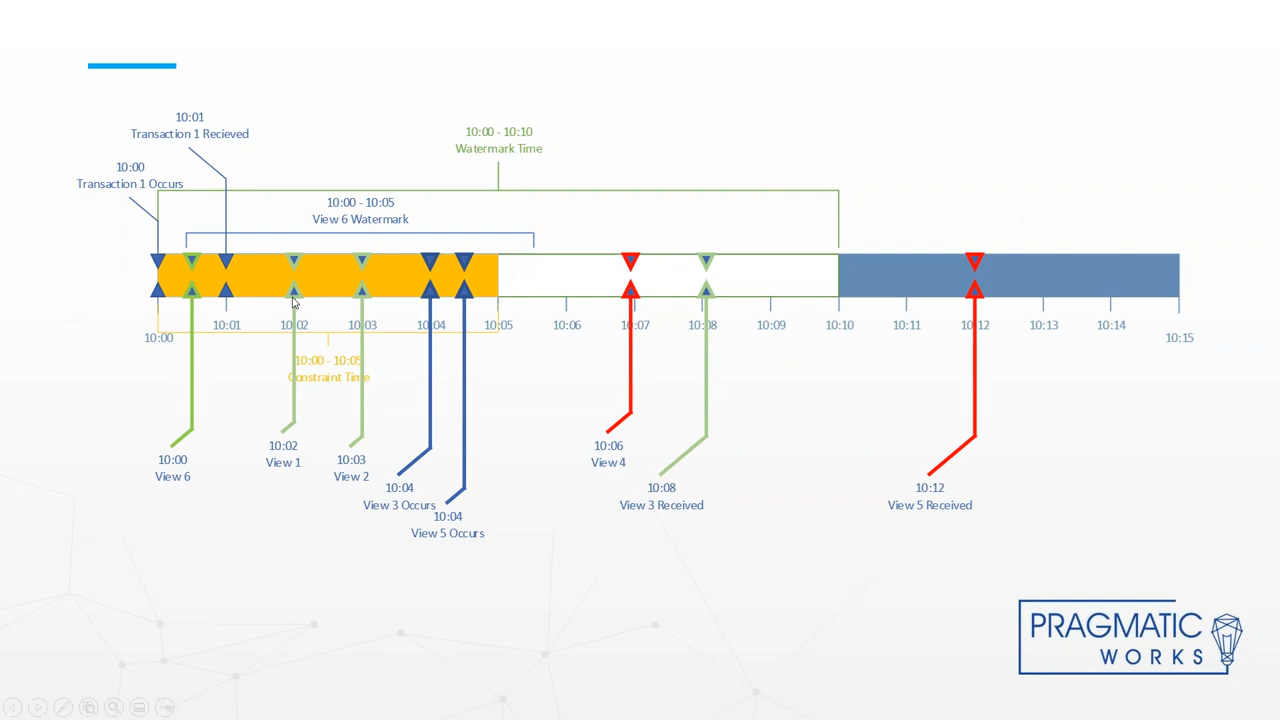 10:01
Transaction 1 Recieved
10:00
Transaction 1 Occurs
10:00 - 10:10
Watermark Time
10:00 - 10:05
View 6 Watermark
10:00
10:01
10:02
10:03
10:04
10:05
10:06
10:07
10:08
10:09
10:10
10:11
10:12
10:13
10:14
10:15
10:00 - 10:05
Constraint Time
10:00
View 6
10:02
View 1
10:03
View 2
10:04
View 3 Occurs
10:04
View 5 Occurs
10:06
View 4
10:08
View 3 Received
10:12
View 5 Received
PRAGMATIC
WORKS